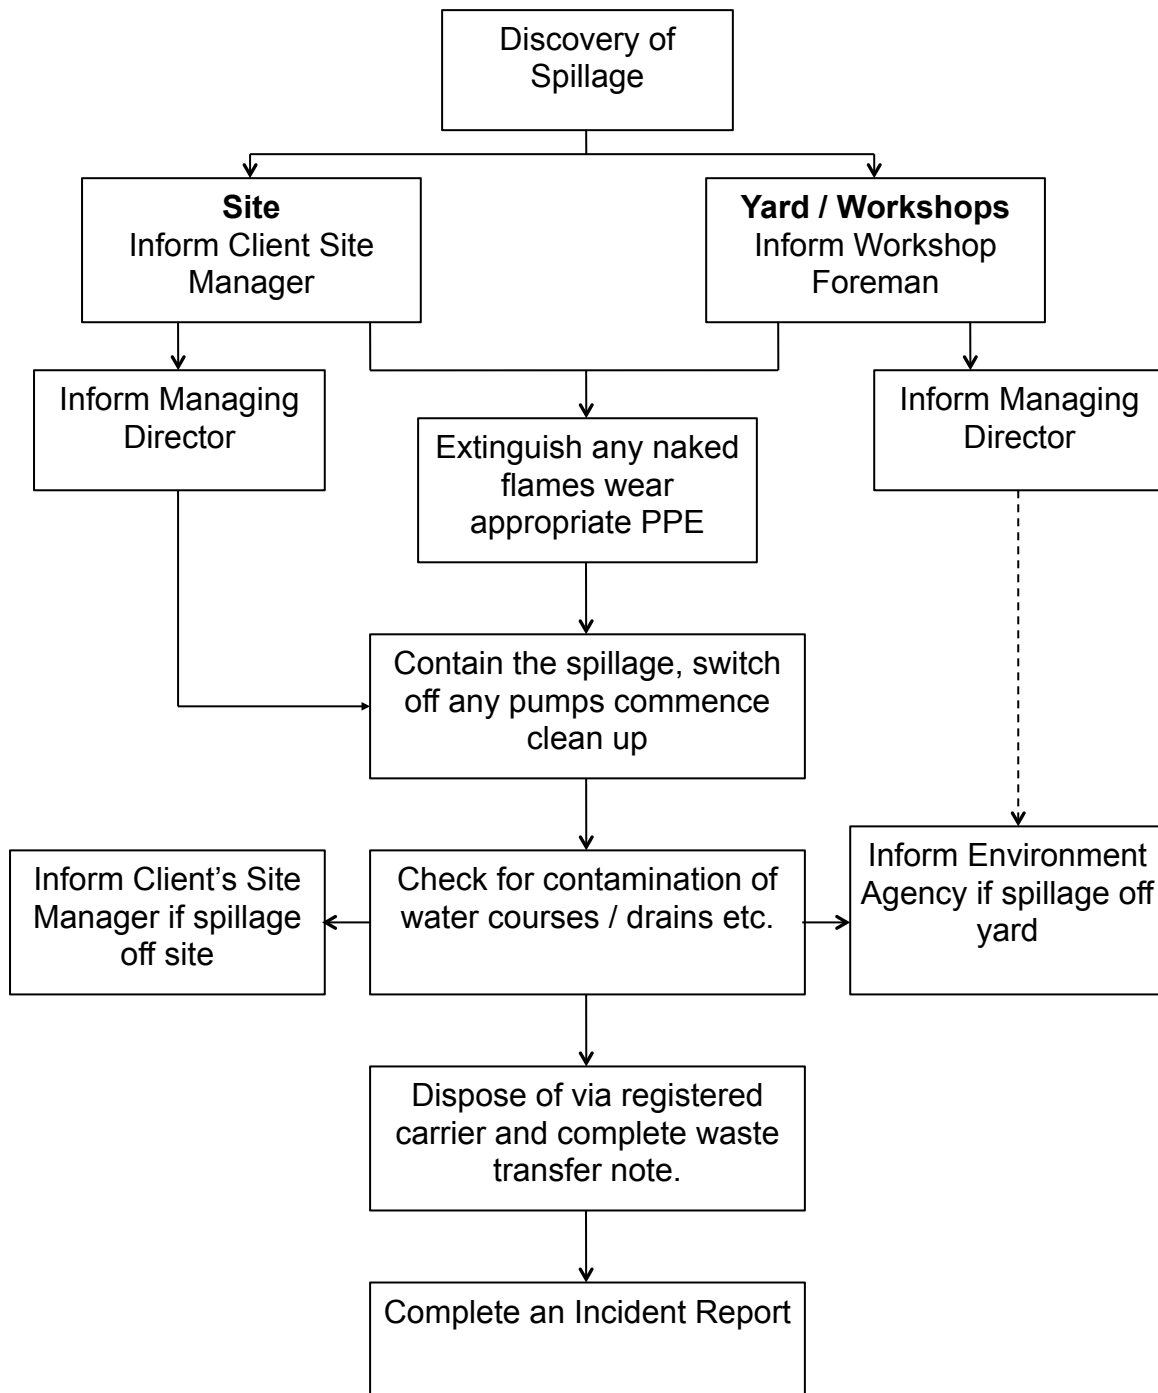 Discovery of
Spillage
Site
Inform Client Site
Manager
Yard / Workshops
Inform Workshop
Foreman
Inform Managing
Director
Extinguish any naked
flames wear
appropriate PPE
Inform Managing
Director
Contain the spillage, switch
off any pumps commence
clean up
Inform Client’s Site
Manager if spillage
off site
Check for contamination of
water courses / drains etc.
Inform Environment
Agency if spillage off
yard
Dispose of via registered
carrier and complete waste
transfer note.
Complete an Incident Report